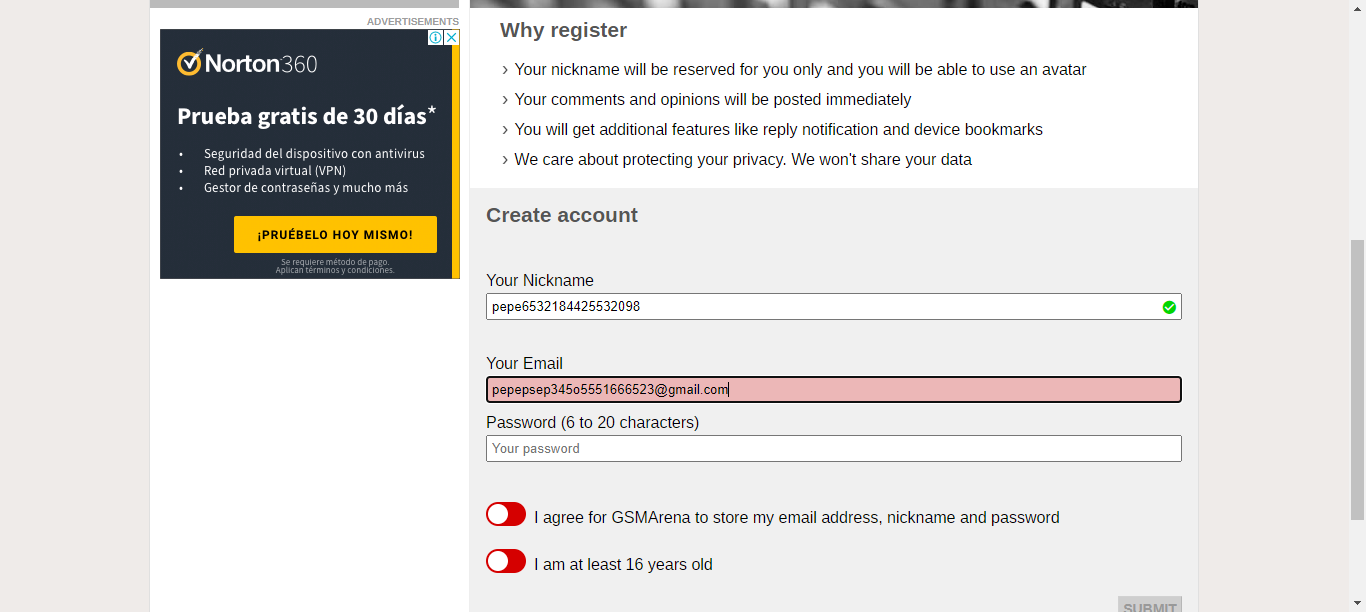 ADVERTISEMENTS
Norton360
Prueba gratis de 30 días*
• Seguridad del dispositivo con antivirus
• Red privada virtual (VPN)
• Gestor de contraseñas y mucho más
¡PRUÉBELO HOY MISMO!
Se requiere método de pago.
Aplican términos y condiciones.
Why register
› Your nickname will be reserved for you only and you will be able to use an avatar
› Your comments and opinions will be posted immediately
› You will get additional features like reply notification and device bookmarks
› We care about protecting your privacy. We won't share your data
Create account
Your Nickname
pepe6532184425532098
Your Email
pepepsep345o5551666523@gmail.com
Password (6 to 20 characters)
Your password
I agree for GSMArena to store my email address, nickname and password
I am at least 16 years old
SUBMIT